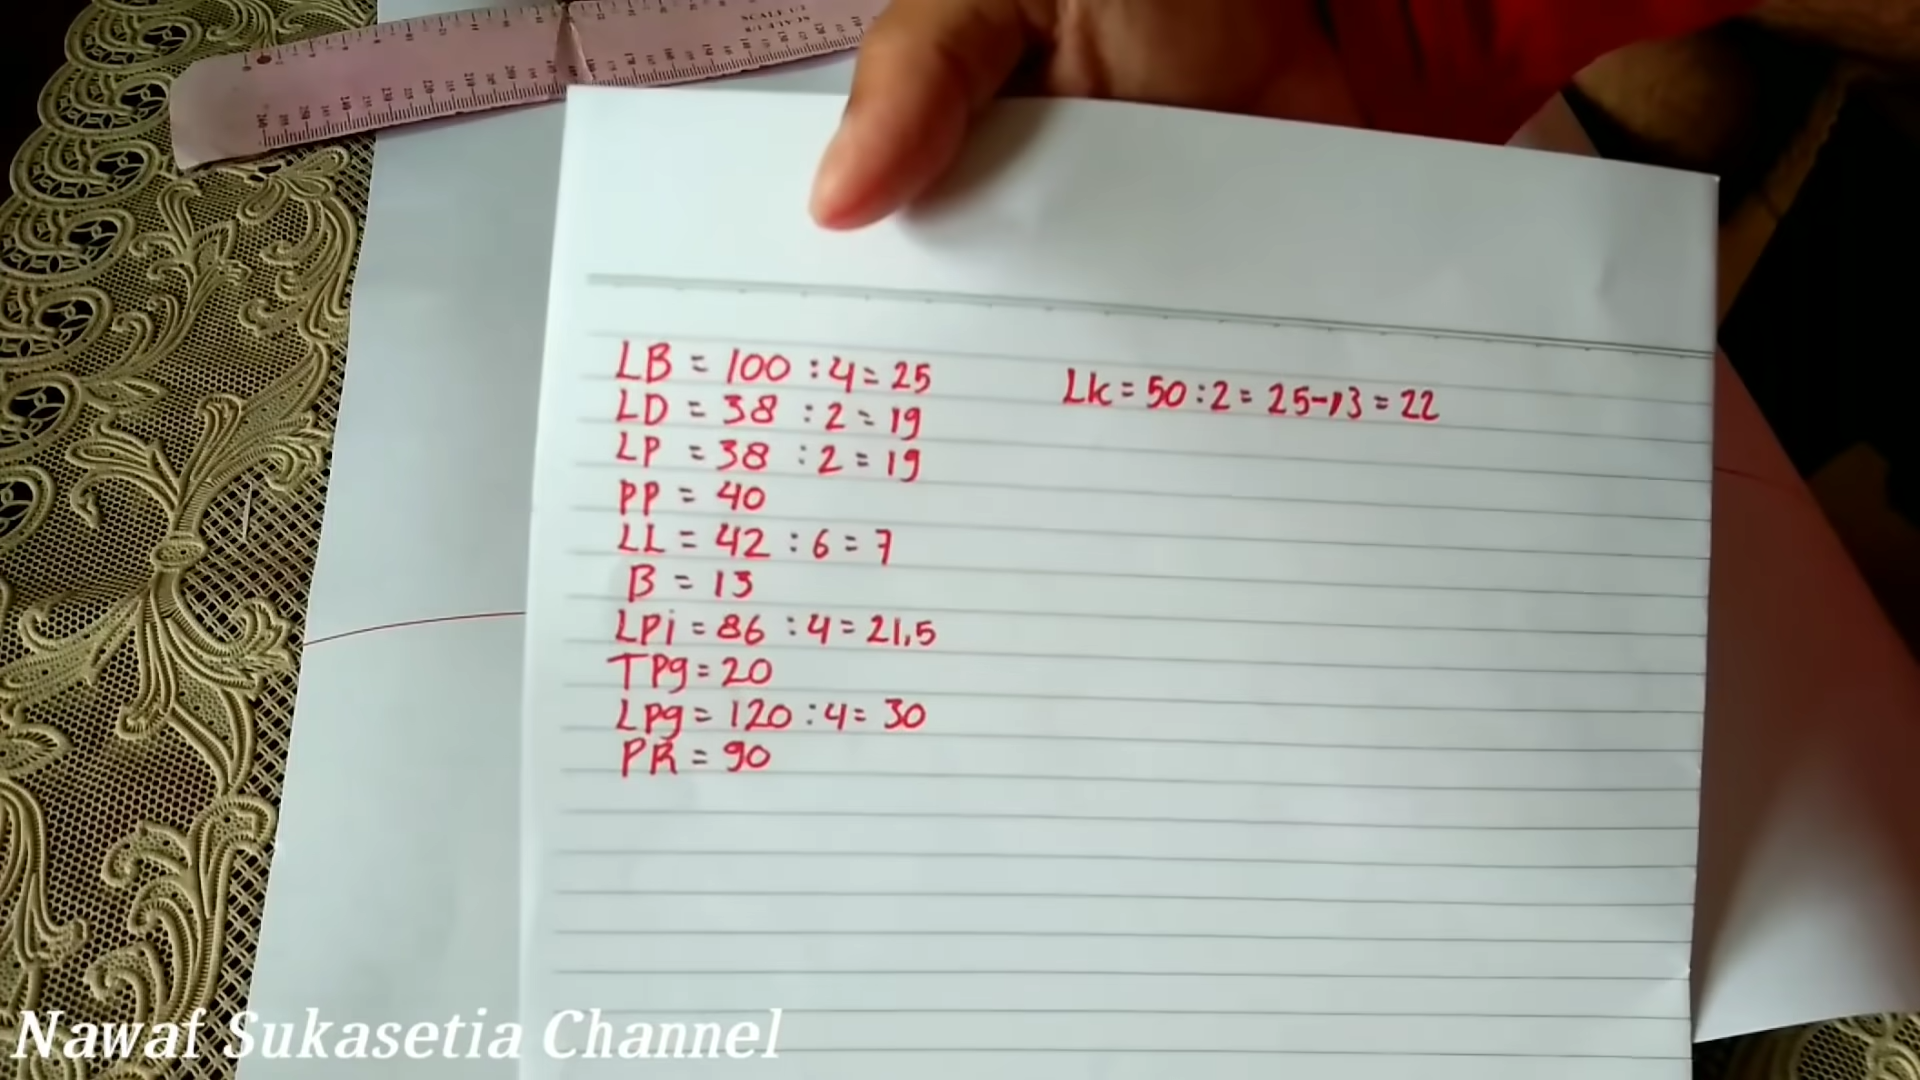 LB = 100 : 4 = 25
LD = 38 : 2 = 19
LP = 38 : 2 = 19
PP = 40
LL = 42 : 6 = 7
B = 13
LPi = 86 : 4 = 21,5
TPg = 20
Lpg = 120 : 4 = 30
PR = 90
Lk = 50 : 2 = 25-13 = 22
Nawaf Sukasetia Channel